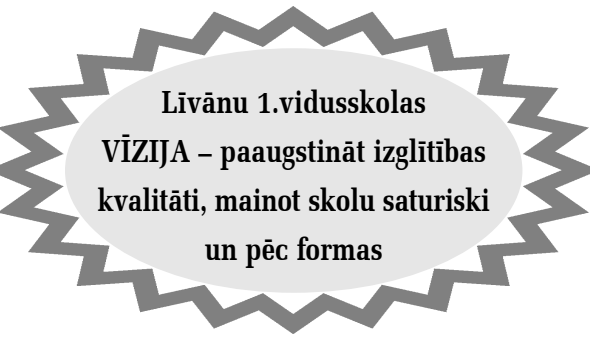 Līvānu 1.vidusskolas
VĪZIJA – paaugstināt izglītības
kvalitāti, mainot skolu saturiski
un pēc formas